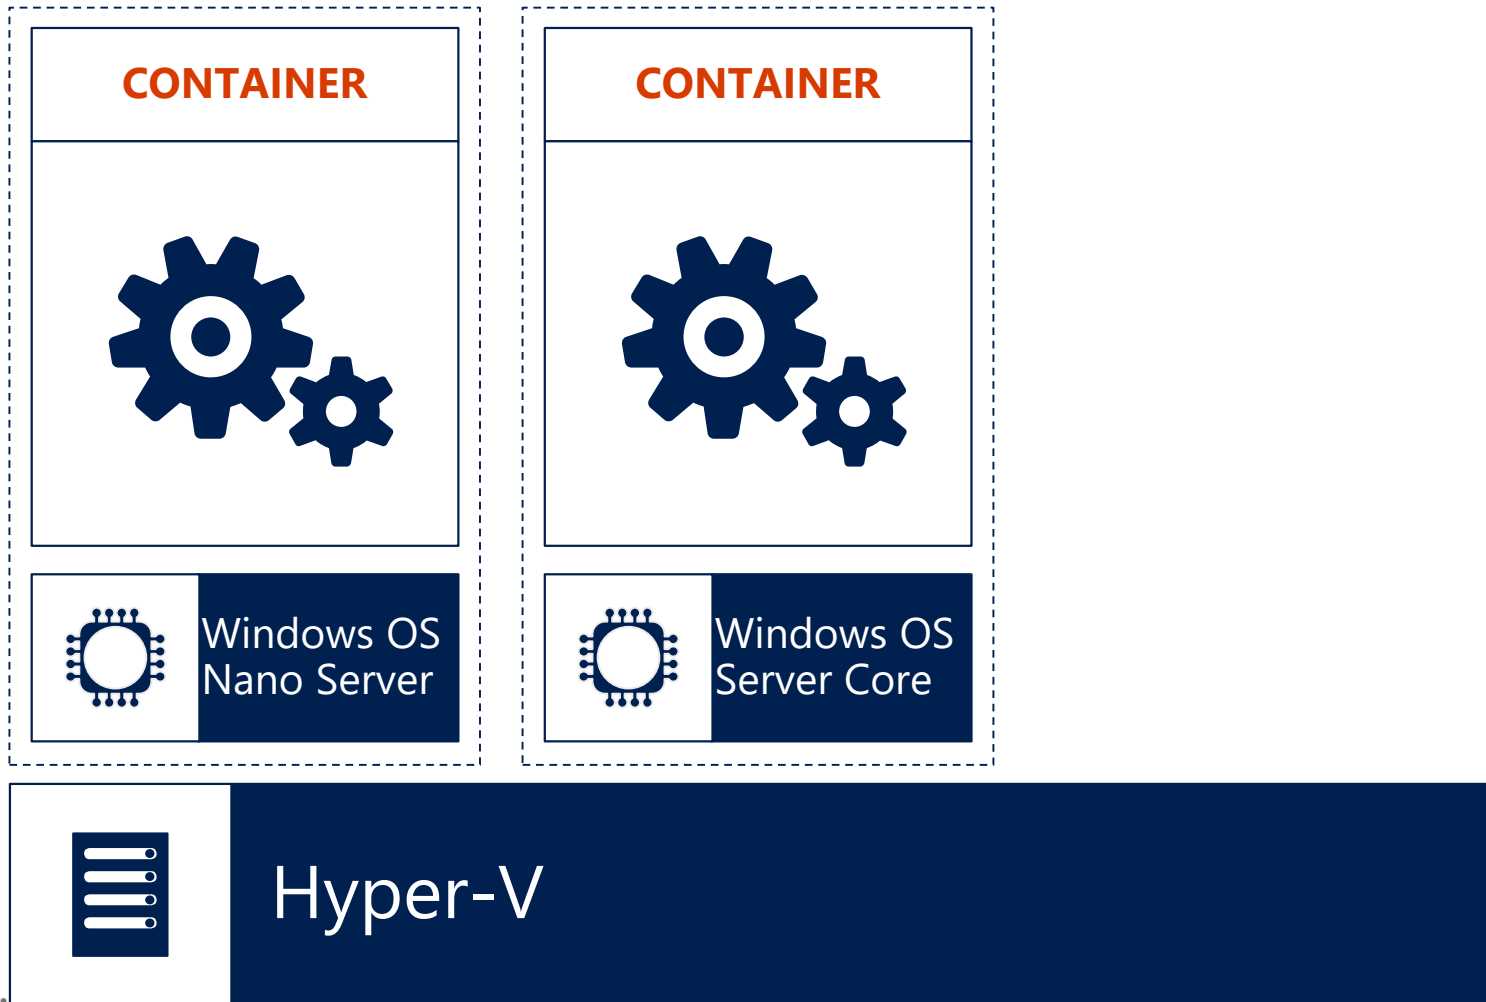 CONTAINER
CONTAINER
Windows OS
Nano Server
Windows OS
Server Core
Hyper-V